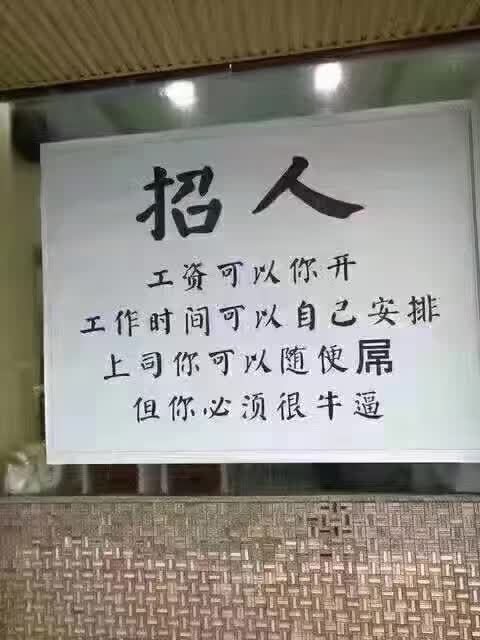 招人
工资可以你开
工作时间可以自己安排
上司你可以随便屌
但你必须很牛逼